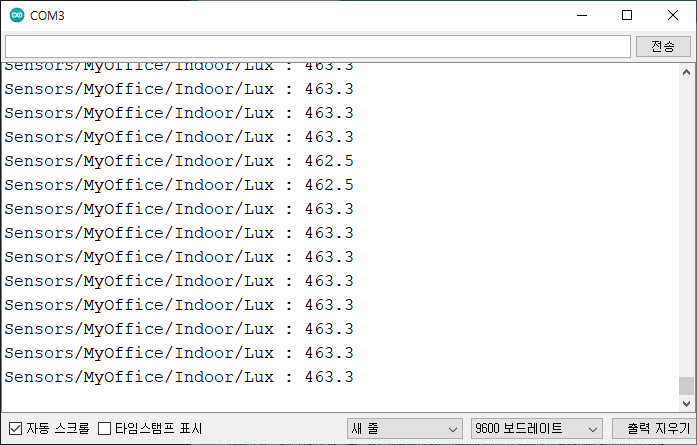 COM3
전송
Sensors/MyOffice/Indoor/Lux : 463.3
Sensors/MyOffice/Indoor/Lux : 463.3
Sensors/MyOffice/Indoor/Lux : 463.3
Sensors/MyOffice/Indoor/Lux : 463.3
Sensors/MyOffice/Indoor/Lux : 462.5
Sensors/MyOffice/Indoor/Lux : 462.5
Sensors/MyOffice/Indoor/Lux : 463.3
Sensors/MyOffice/Indoor/Lux : 463.3
Sensors/MyOffice/Indoor/Lux : 463.3
Sensors/MyOffice/Indoor/Lux : 463.3
Sensors/MyOffice/Indoor/Lux : 463.3
Sensors/MyOffice/Indoor/Lux : 463.3
Sensors/MyOffice/Indoor/Lux : 463.3
Sensors/MyOffice/Indoor/Lux : 463.3
자동 스크롤 타임스탬프 표시 새 줄 9600 보드레이트 출력 지우기